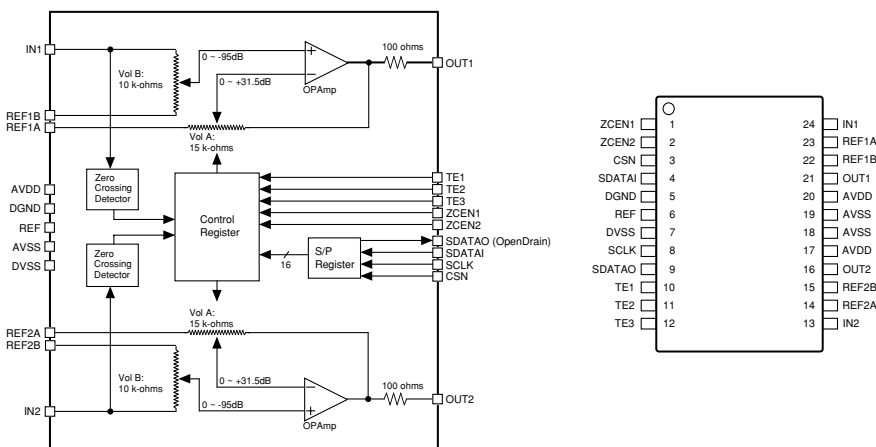 IN1
Vol B:
10 k-ohms
0 ~ -95dB
0 ~ +31.5dB
OPAmp
100 ohms
OUT1
REF1B
REF1A
Vol A:
15 k-ohms
AVDD
DGND
REF
AVSS
DVSS
Zero
Crossing
Detector
Zero
Crossing
Detector
Control
Register
TE1
TE2
TE3
ZCEN1
ZCEN2
S/P
Register
16
SDATAO (OpenDrain)
SDATAI
SCLK
CSN
Vol A:
15 k-ohms
REF2A
REF2B
Vol B:
10 k-ohms
0 ~ +31.5dB
0 ~ -95dB
OPAmp
100 ohms
OUT2
IN2
ZCEN1 1 24 IN1
ZCEN2 2 23 REF1A
CSN 3 22 REF1B
SDATAI 4 21 OUT1
DGND 5 20 AVDD
REF 6 19 AVSS
DVSS 7 18 AVSS
SCLK 8 17 AVDD
SDATAO 9 16 OUT2
TE1 10 15 REF2B
TE2 11 14 REF2A
TE3 12 13 IN2